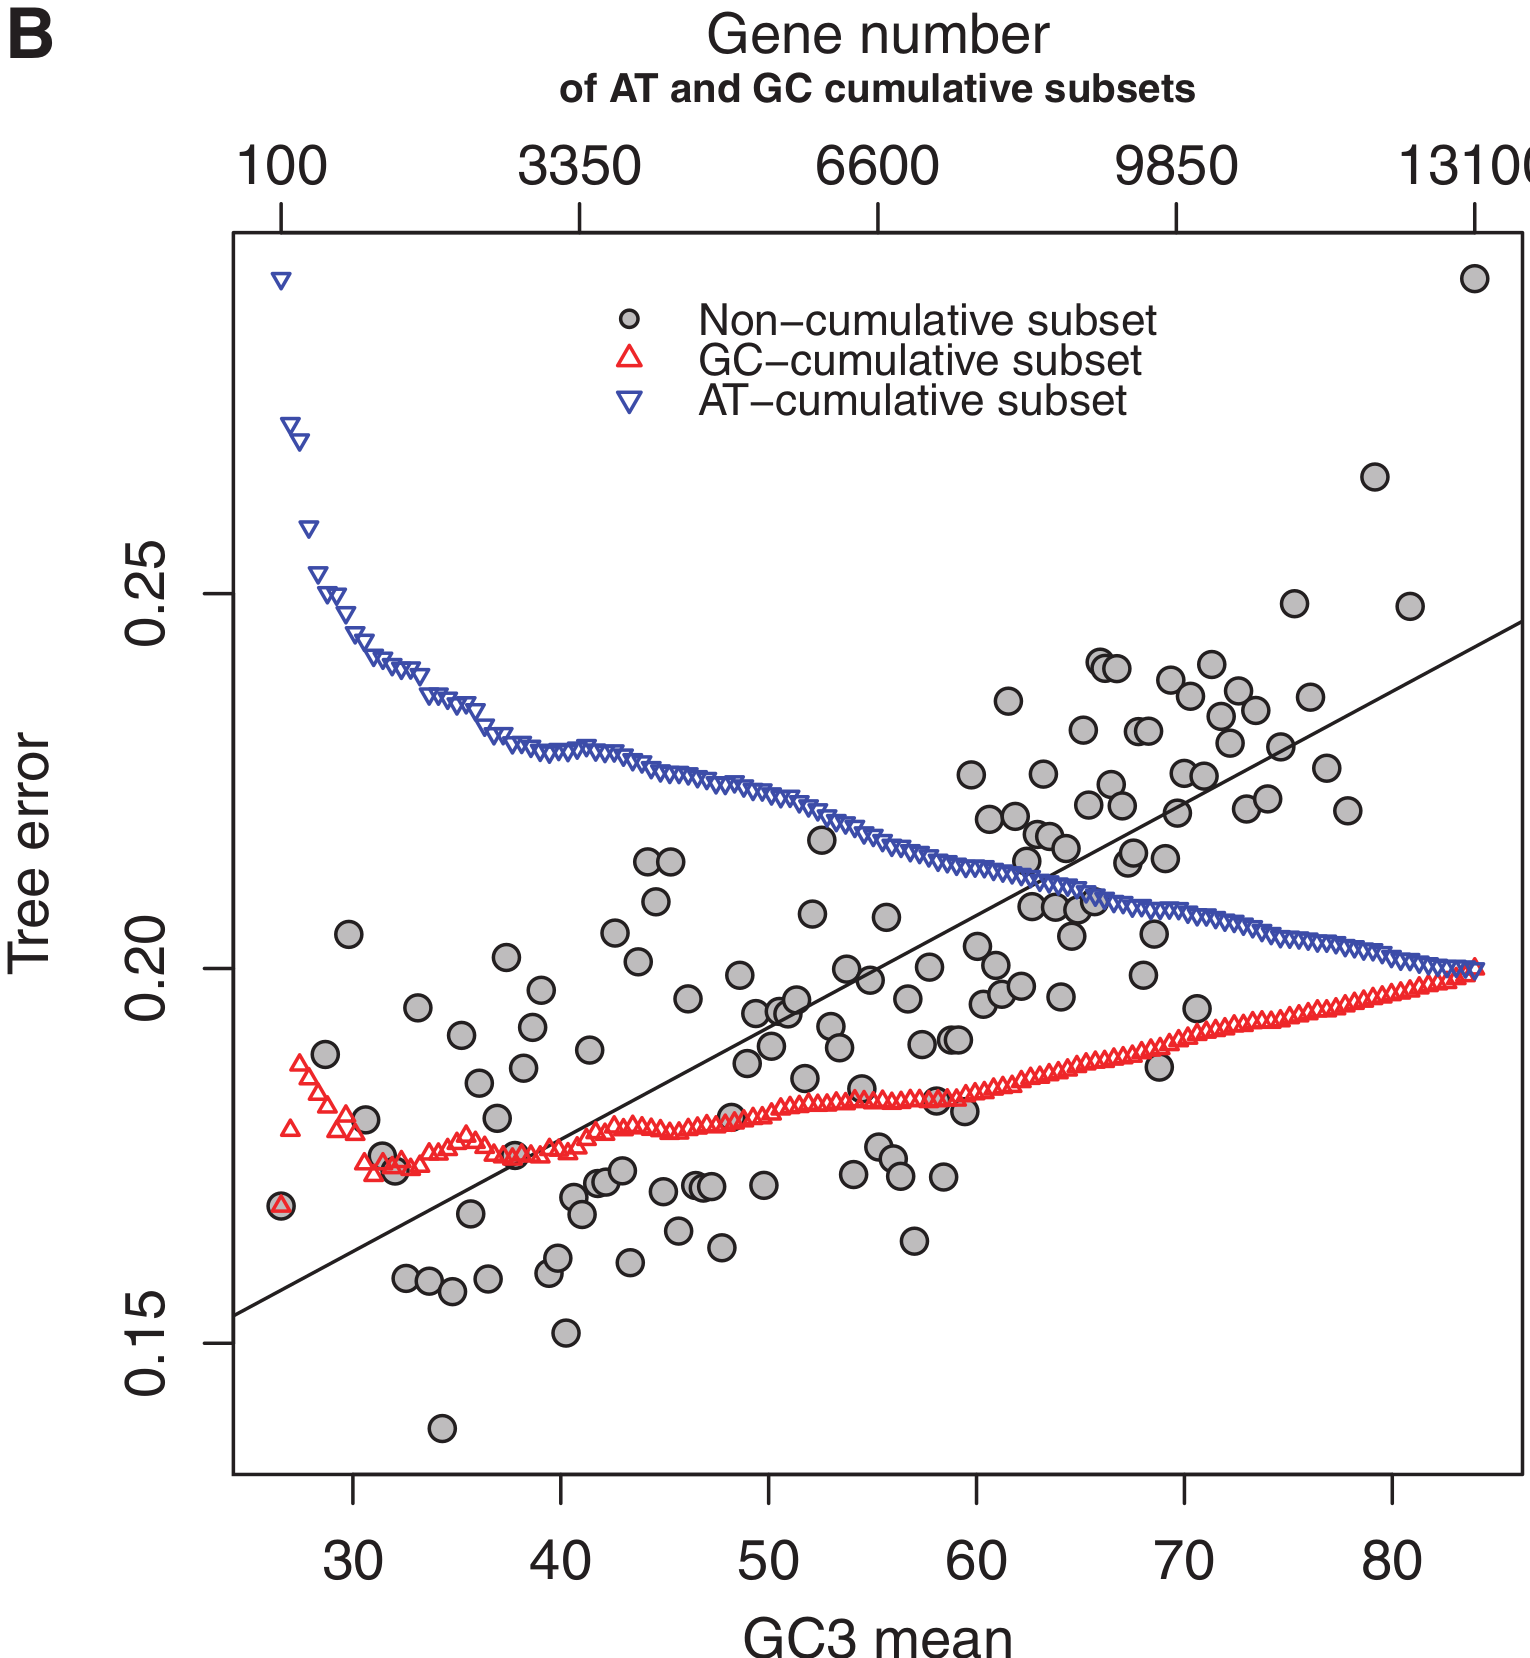 B
Gene number
of AT and GC cumulative subsets
100 3350 6600 9850 13100
Non−cumulative subset
GC−cumulative subset
AT−cumulative subset
Tree error
0.25
0.20
0.15
30 40 50 60 70 80
GC3 mean